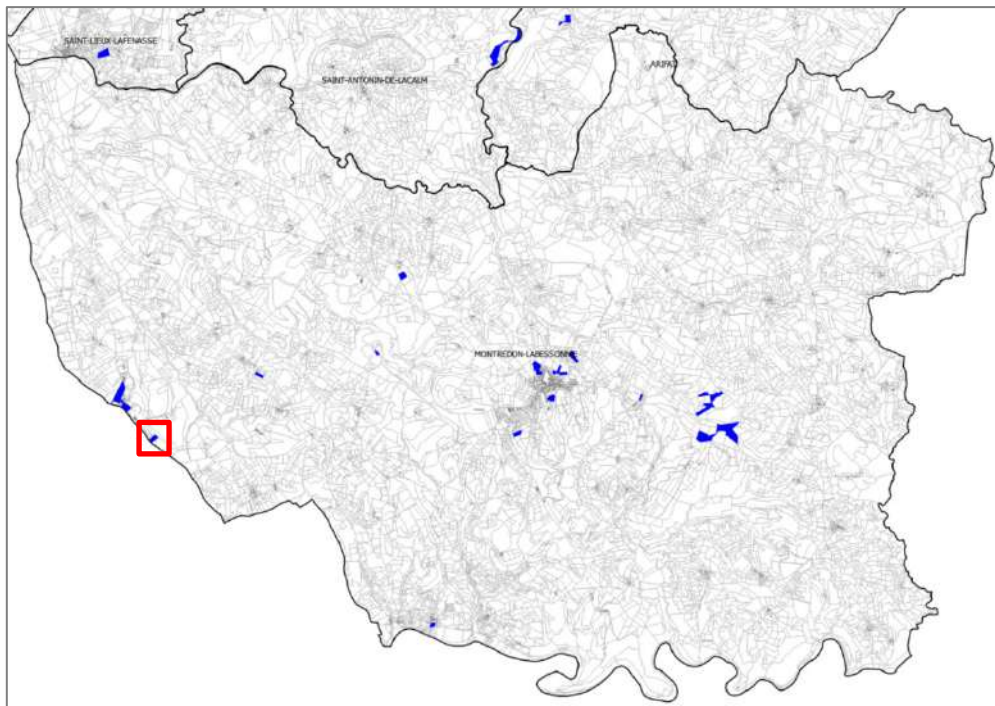 SAINT-LIEUX-LAFENASSE
SAINT-ANTONIN-DE-LACALM
ARIFAT
MONTREDON-LABESSONNIE